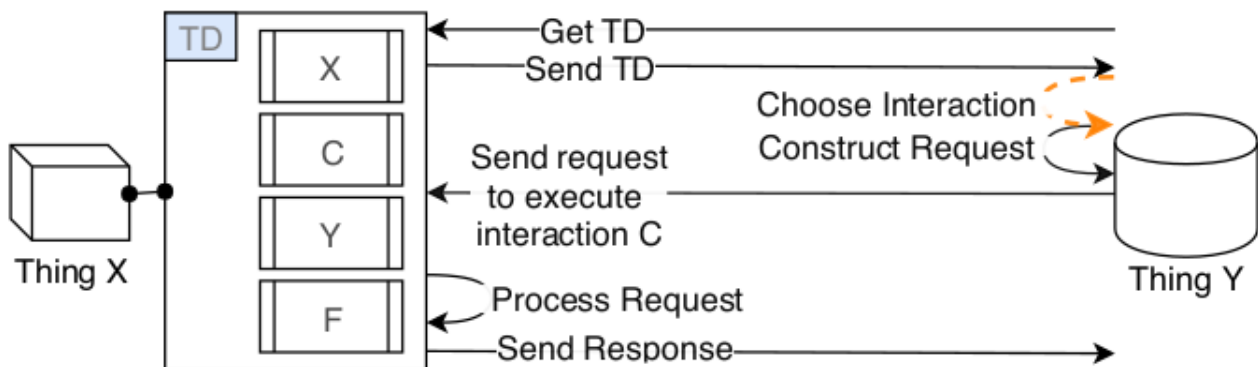 TD
Get TD
X
Send TD
Choose Interaction
C
Construct Request
Send request
to execute
interaction C
Y
Thing X
Thing Y
Process Request
F
Send Response